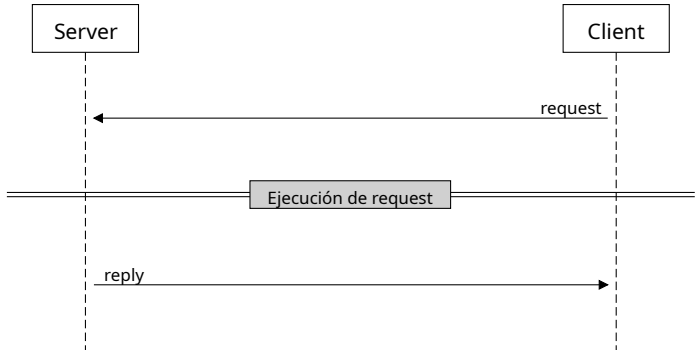 Server
Client
request
Ejecución de request
reply